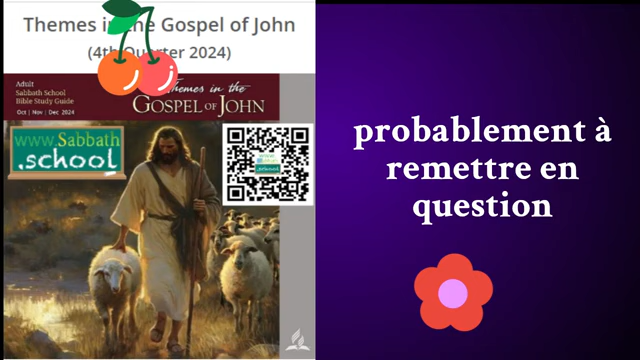 Themes in the Gospel of John
(4th Quarter 2024)
Adult
Sabbath School
Bible Study Guide
Oct | Nov | Dec 2024
Themes in the
GOSPEL OF JOHN
www.Sabbath
.school
probablement à
remettre en
question